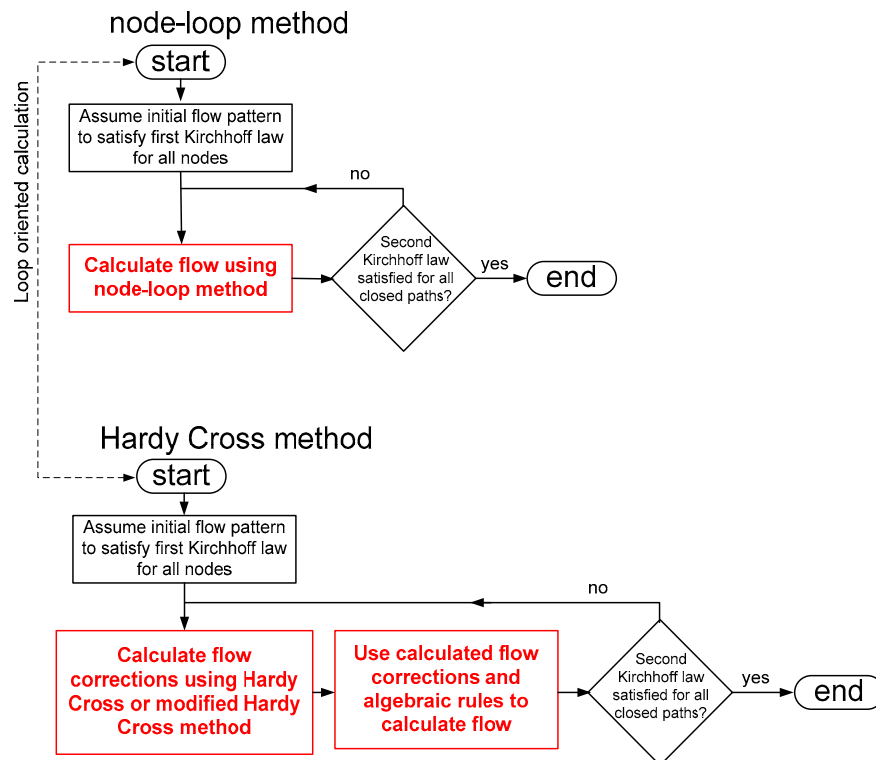 node-loop method
start
Loop oriented calculation
Assume initial flow pattern
to satisfy first Kirchhoff law
for all nodes
no
Calculate flow using
node-loop method
Second
Kirchhoff law
satisfied for all
closed paths?
yes
end
Hardy Cross method
start
Assume initial flow pattern
to satisfy first Kirchhoff law
for all nodes
no
Calculate flow
corrections using Hardy
Cross or modified Hardy
Cross method
Use calculated flow
corrections and
algebraic rules to
calculate flow
Second
Kirchhoff law
satisfied for all
closed paths?
yes
end